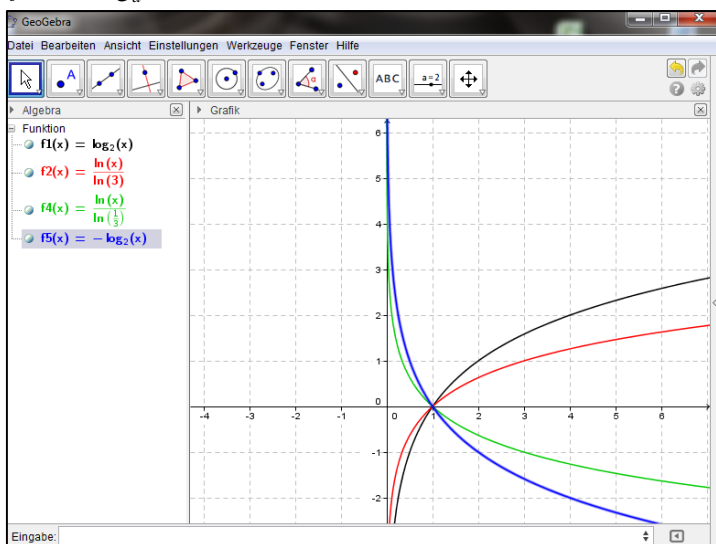 GeoGebra
Datei Bearbeiten Ansicht Einstellungen Werkzeuge Fenster Hilfe
A
α
ABC
a=2
Algebra
Grafik
Funktion
f1(x) = log₂(x)
f2(x) = ln(x) / ln(3)
f4(x) = ln(x) / ln(1/3)
f5(x) = − log₂(x)
6
5
4
3
2
1
0
-4 -3 -2 -1 0 1 2 3 4 5 6
-1
-2
Eingabe: